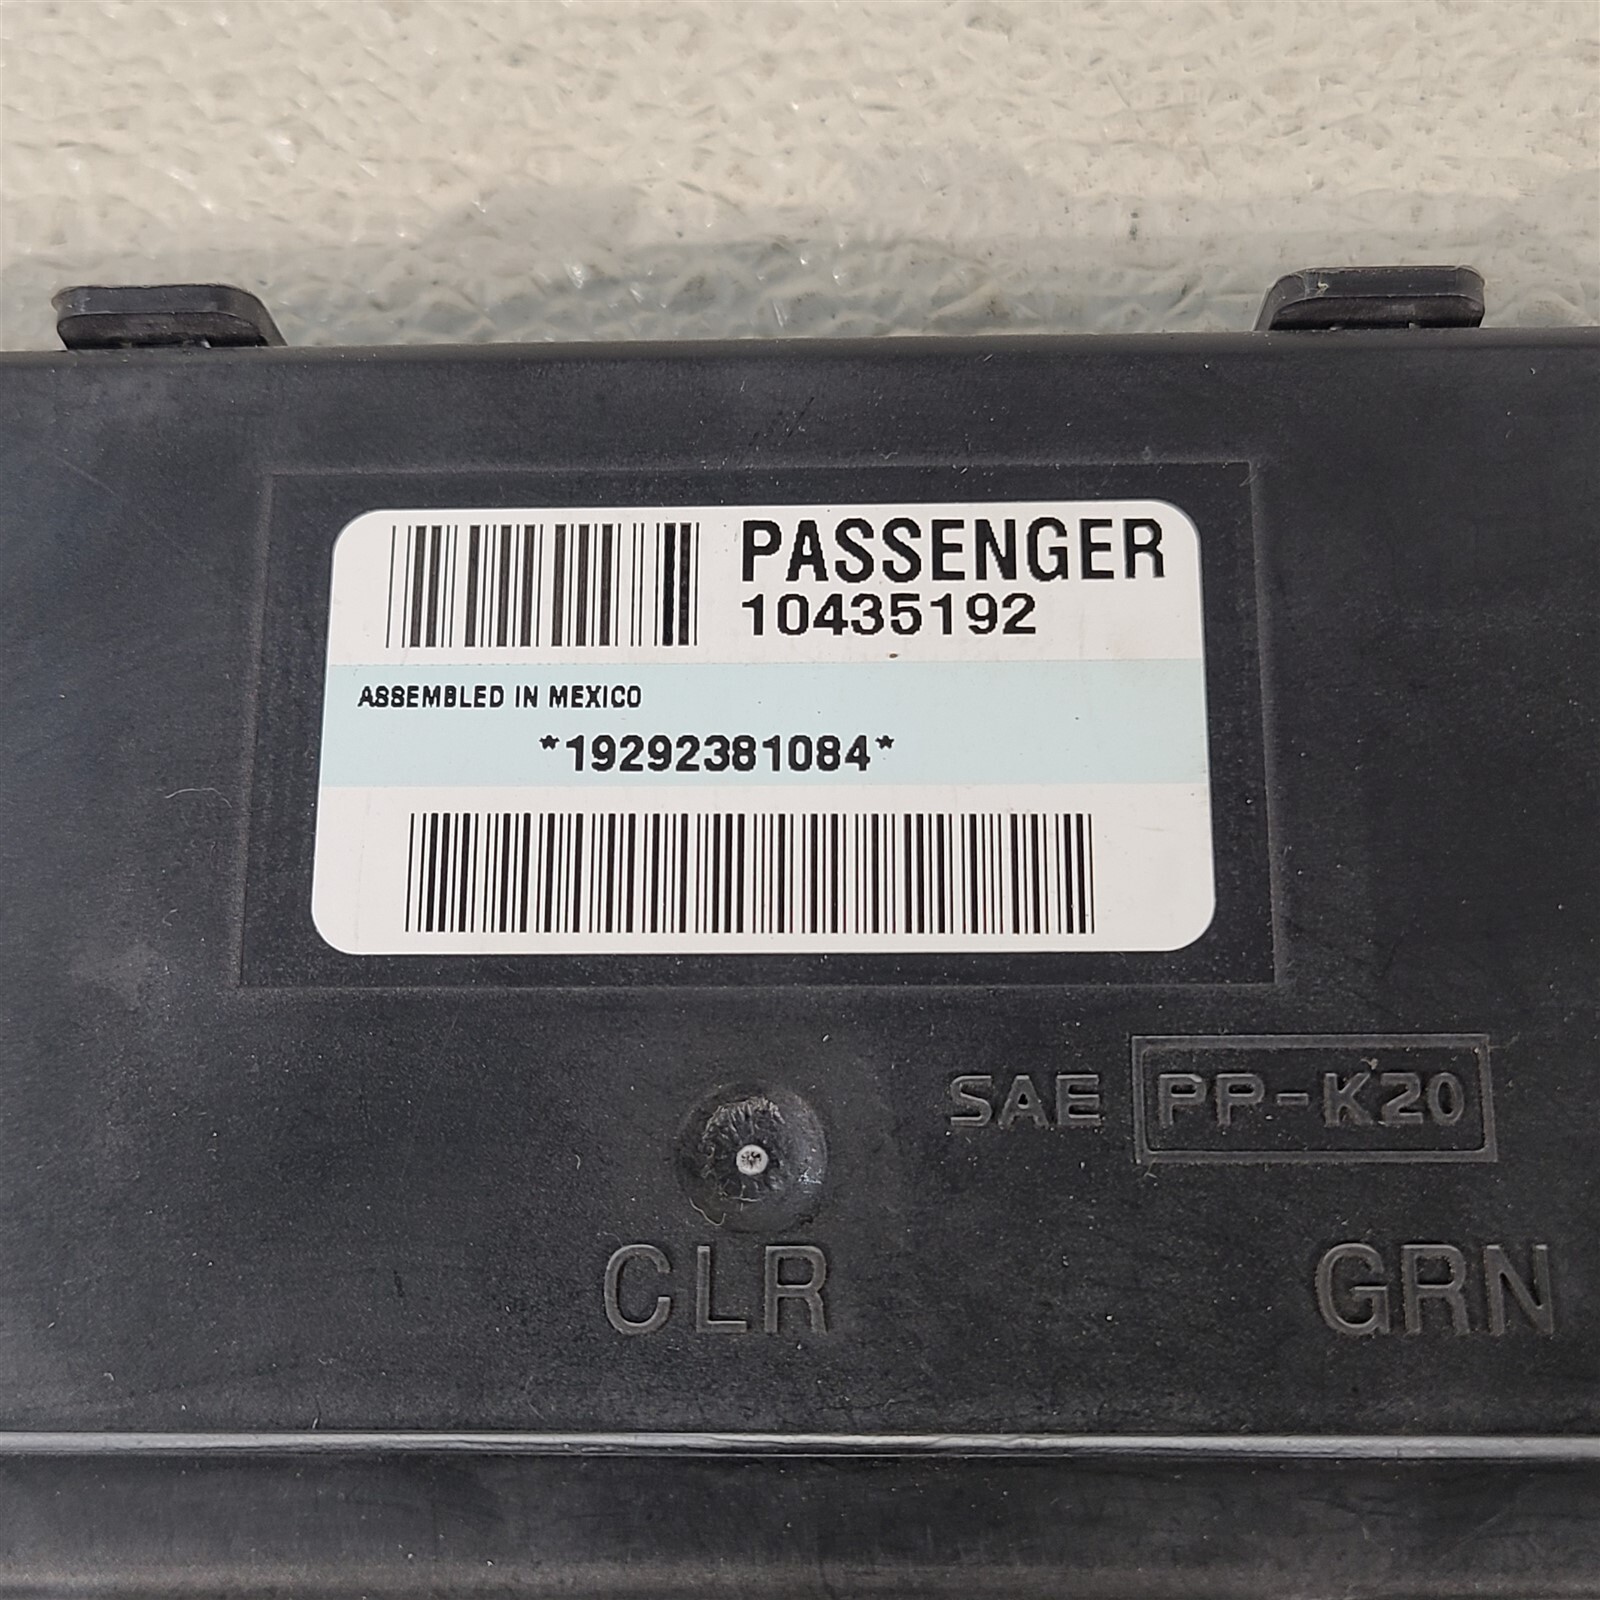 PASSENGER
10435192
ASSEMBLED IN MEXICO
*19292381084*
SAE PP-K20
CLR GRN